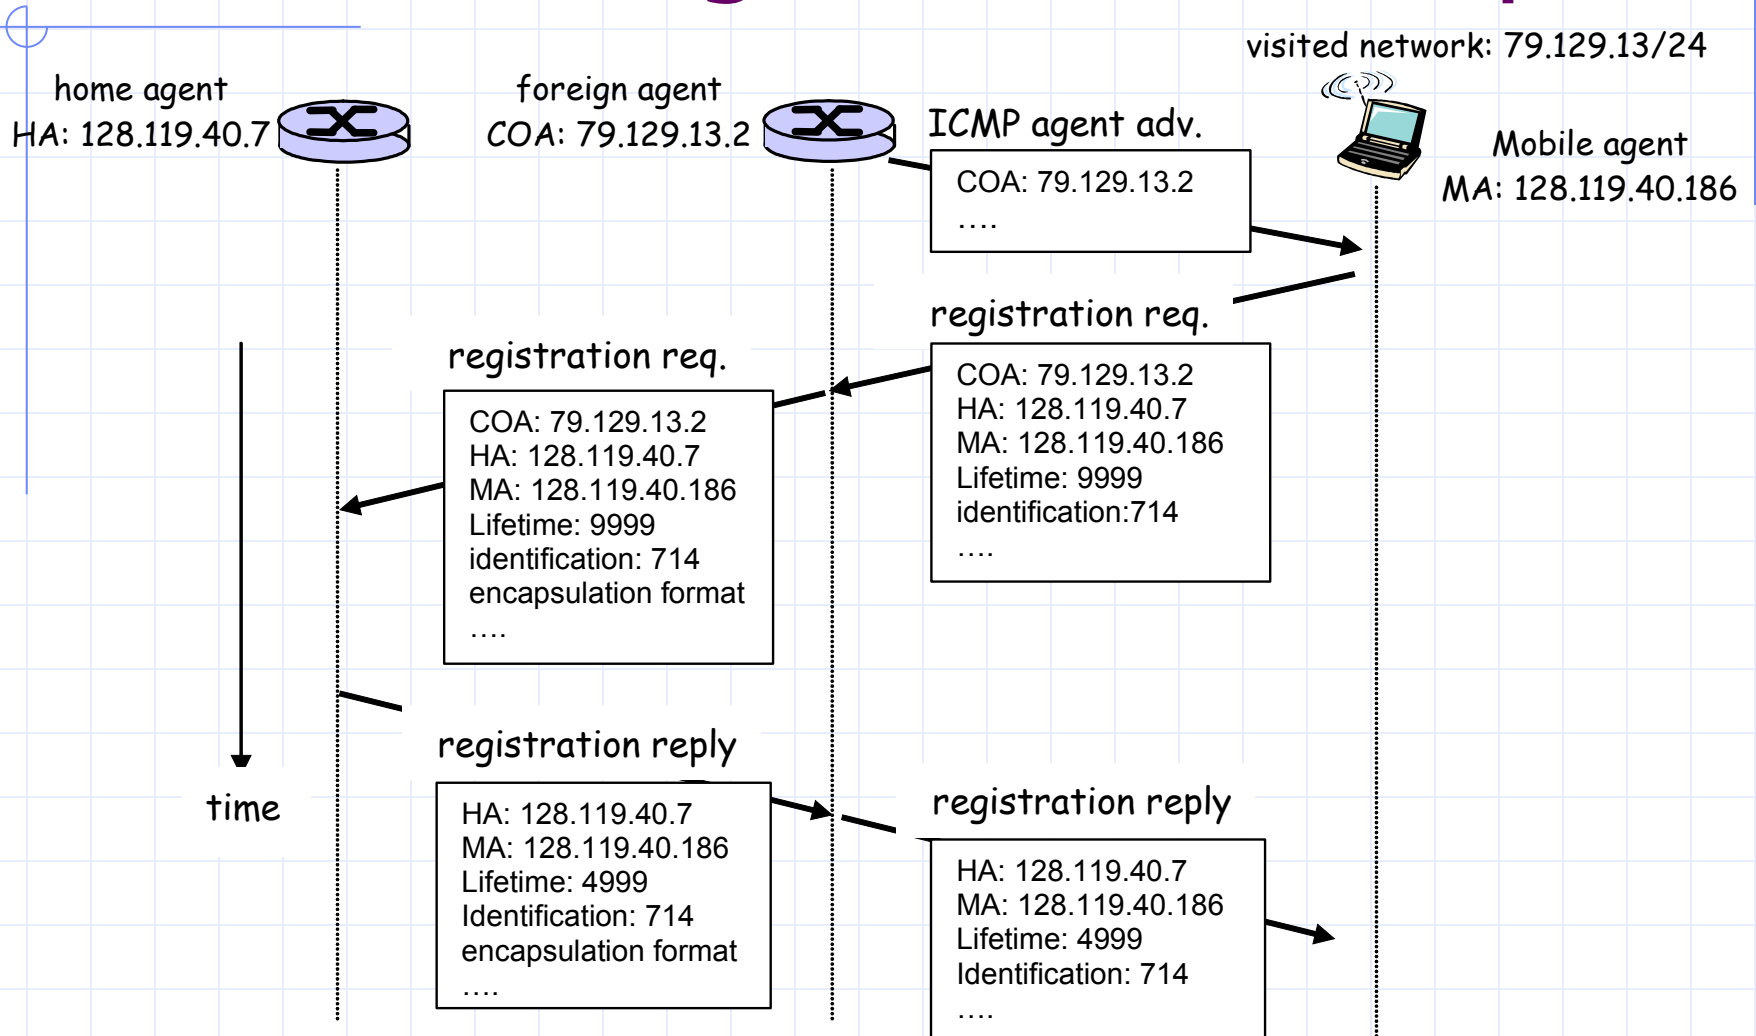 visited network: 79.129.13/24
home agent
HA: 128.119.40.7
foreign agent
COA: 79.129.13.2
ICMP agent adv.
COA: 79.129.13.2
….
Mobile agent
MA: 128.119.40.186
registration req.
COA: 79.129.13.2
HA: 128.119.40.7
MA: 128.119.40.186
Lifetime: 9999
identification:714
….
registration req.
COA: 79.129.13.2
HA: 128.119.40.7
MA: 128.119.40.186
Lifetime: 9999
identification: 714
encapsulation format
….
time
registration reply
HA: 128.119.40.7
MA: 128.119.40.186
Lifetime: 4999
Identification: 714
encapsulation format
….
registration reply
HA: 128.119.40.7
MA: 128.119.40.186
Lifetime: 4999
Identification: 714
….